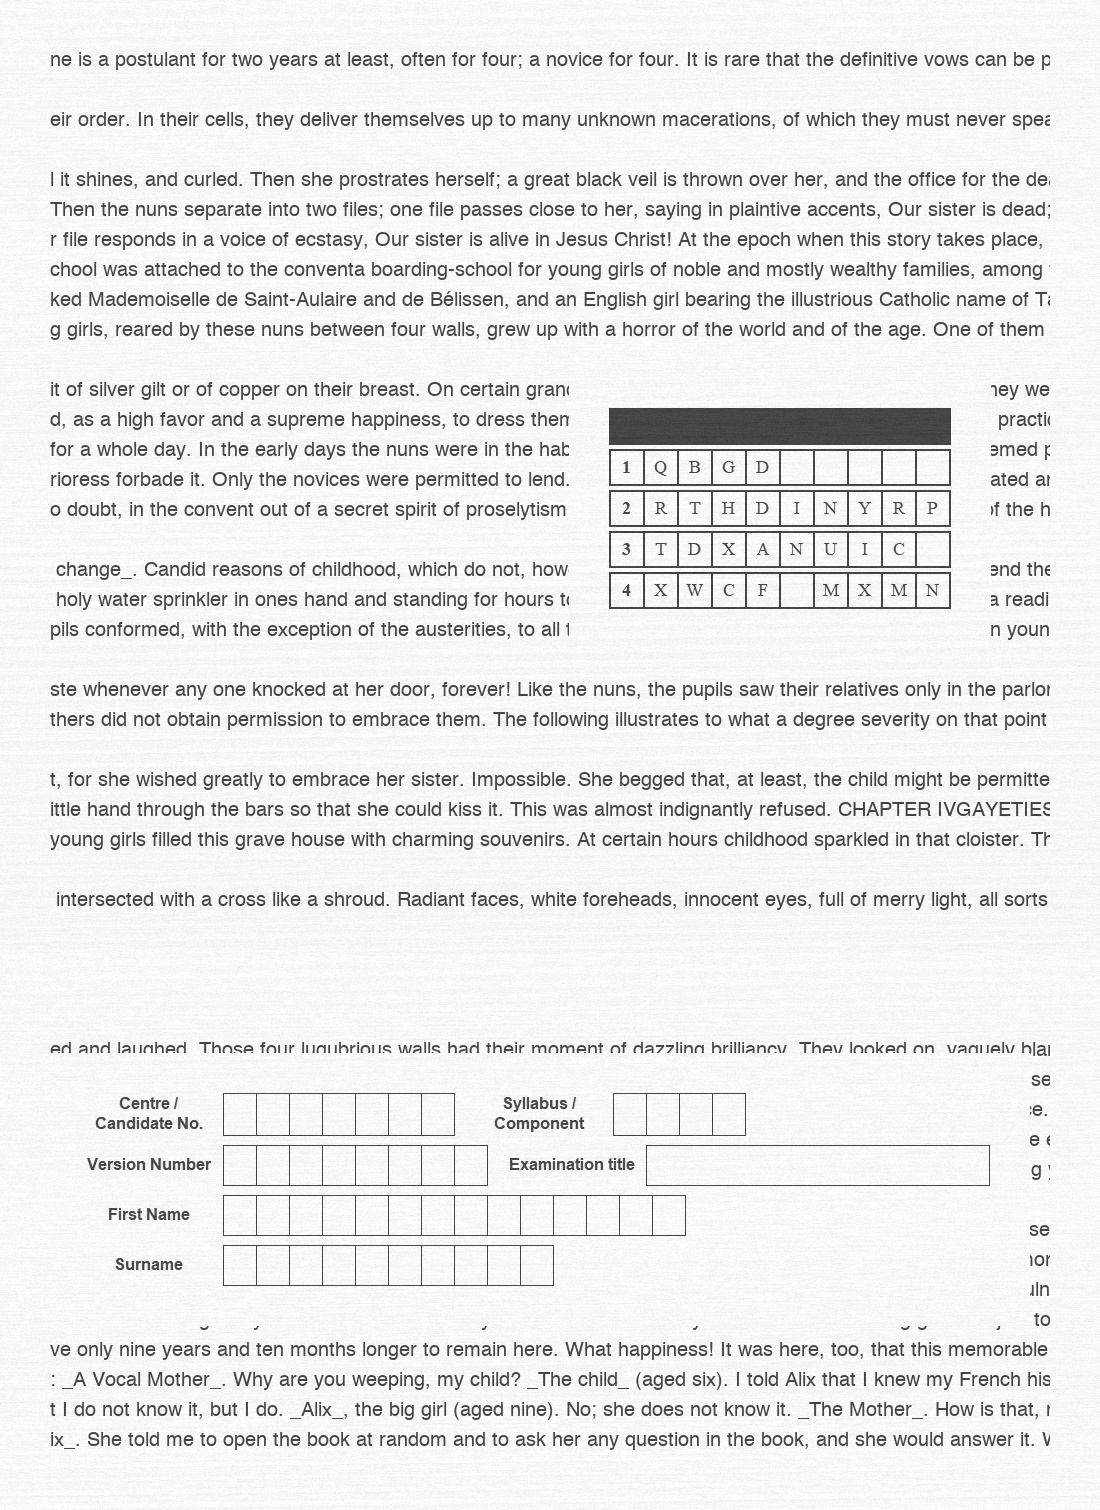 ne is a postulant for two years at least, often for four; a novice for four. It is rare that the definitive vows can be p
eir order. In their cells, they deliver themselves up to many unknown macerations, of which they must never spea
l it shines, and curled. Then she prostrates herself; a great black veil is thrown over her, and the office for the dea
Then the nuns separate into two files; one file passes close to her, saying in plaintive accents, Our sister is dead;
r file responds in a voice of ecstasy, Our sister is alive in Jesus Christ! At the epoch when this story takes place,
chool was attached to the conventa boarding-school for young girls of noble and mostly wealthy families, among
ked Mademoiselle de Saint-Aulaire and de Bélissen, and an English girl bearing the illustrious Catholic name of Ta
g girls, reared by these nuns between four walls, grew up with a horror of the world and of the age. One of them
it of silver gilt or of copper on their breast. On certain grand hey we
d, as a high favor and a supreme happiness, to dress them practic
for a whole day. In the early days the nuns were in the hab emed p
rioress forbade it. Only the novices were permitted to lend. ated an
o doubt, in the convent out of a secret spirit of proselytism of the h
1 Q B G D
2 R T H D I N Y R P
3 T D X A N U I C
4 X W C F M X M N
change_. Candid reasons of childhood, which do not, how end the
holy water sprinkler in ones hand and standing for hours to a readi
pils conformed, with the exception of the austerities, to all n youn
ste whenever any one knocked at her door, forever! Like the nuns, the pupils saw their relatives only in the parlor
thers did not obtain permission to embrace them. The following illustrates to what a degree severity on that point
t, for she wished greatly to embrace her sister. Impossible. She begged that, at least, the child might be permitte
ittle hand through the bars so that she could kiss it. This was almost indignantly refused. CHAPTER IVGAYETIES
young girls filled this grave house with charming souvenirs. At certain hours childhood sparkled in that cloister. Th
intersected with a cross like a shroud. Radiant faces, white foreheads, innocent eyes, full of merry light, all sorts
ed and laughed. Those four lugubrious walls had their moment of dazzling brilliancy. They looked on, vaguely blan
se
ce.
e e
g
Centre / Candidate No.
Syllabus / Component
Version Number
Examination title
First Name
Surname
se
hor
uln
to
ve only nine years and ten months longer to remain here. What happiness! It was here, too, that this memorable
: _A Vocal Mother_. Why are you weeping, my child? _The child_ (aged six). I told Alix that I knew my French his
t I do not know it, but I do. _Alix_, the big girl (aged nine). No; she does not know it. _The Mother_. How is that,
ix_. She told me to open the book at random and to ask her any question in the book, and she would answer it. W